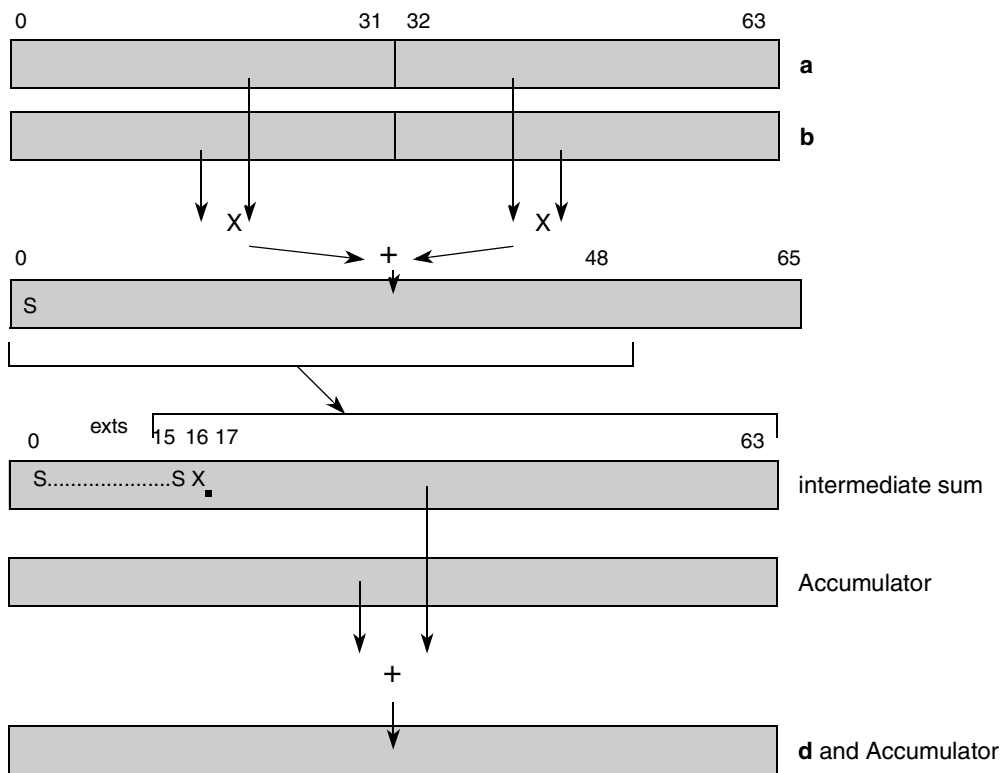 0 31 32 63
a
b
X X
+
0 48 65
S
exts
0 15 16 17 63
S.....................S X
intermediate sum
Accumulator
+
d and Accumulator